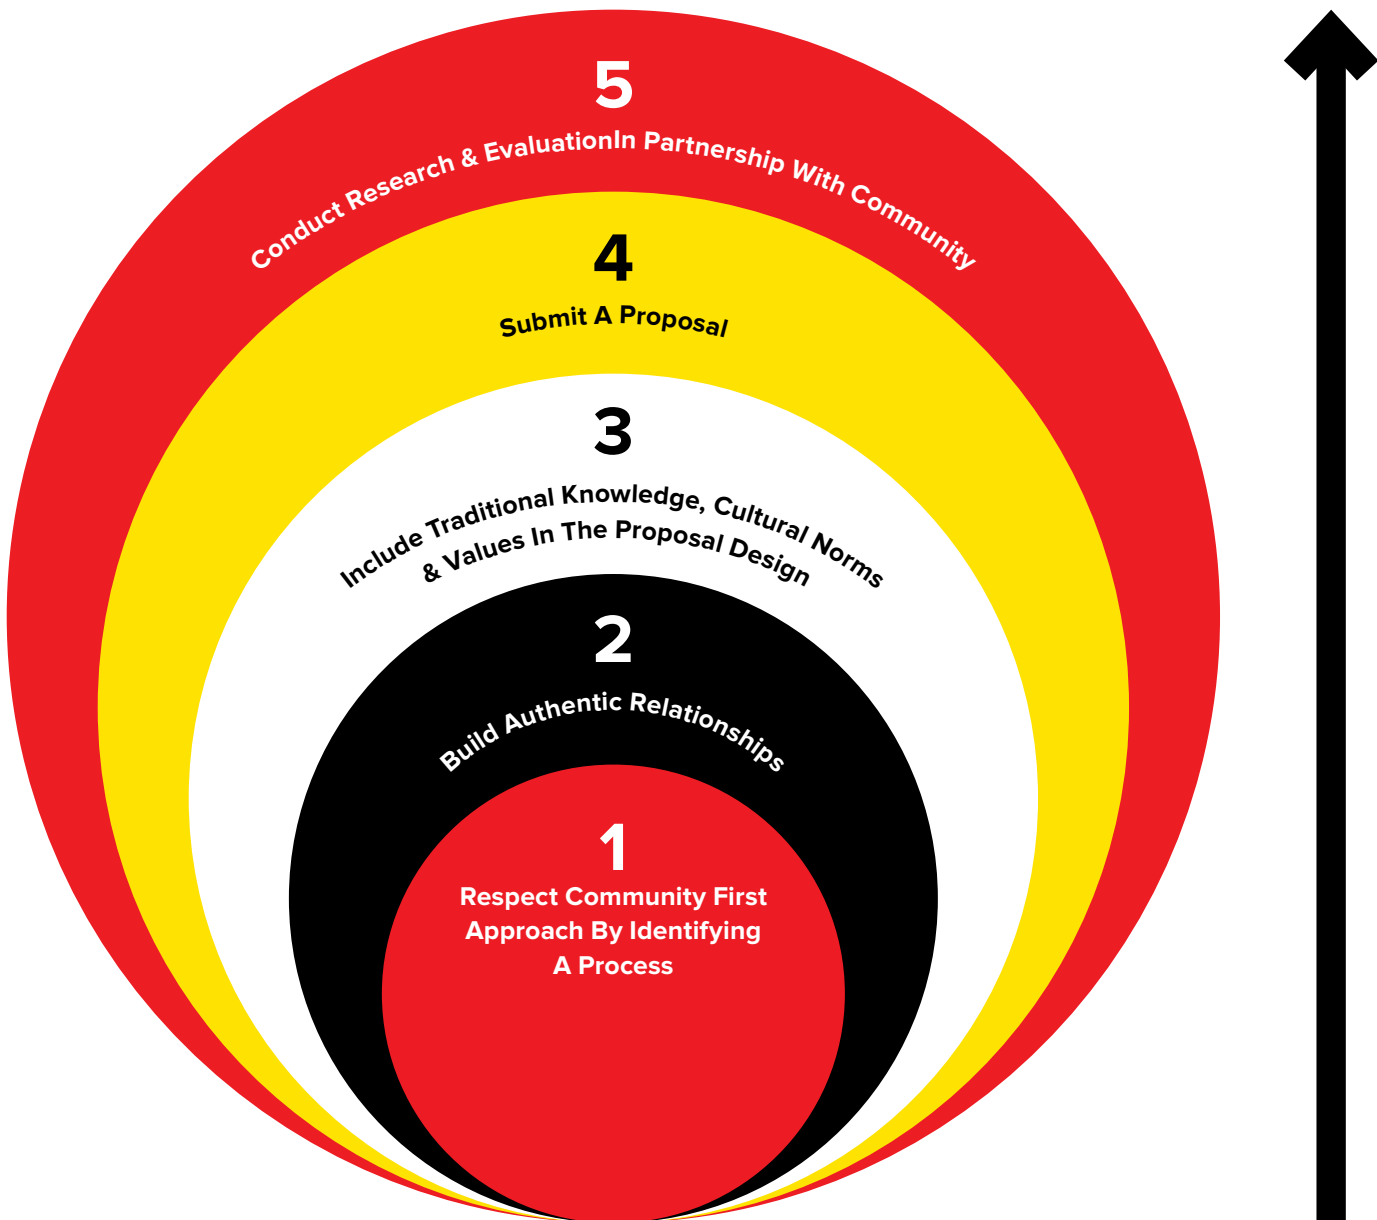 5
Conduct Research & EvaluationIn Partnership With Community
4
Submit A Proposal
3
Include Traditional Knowledge, Cultural Norms
& Values In The Proposal Design
2
Build Authentic Relationships
1
Respect Community First
Approach By Identifying
A Process